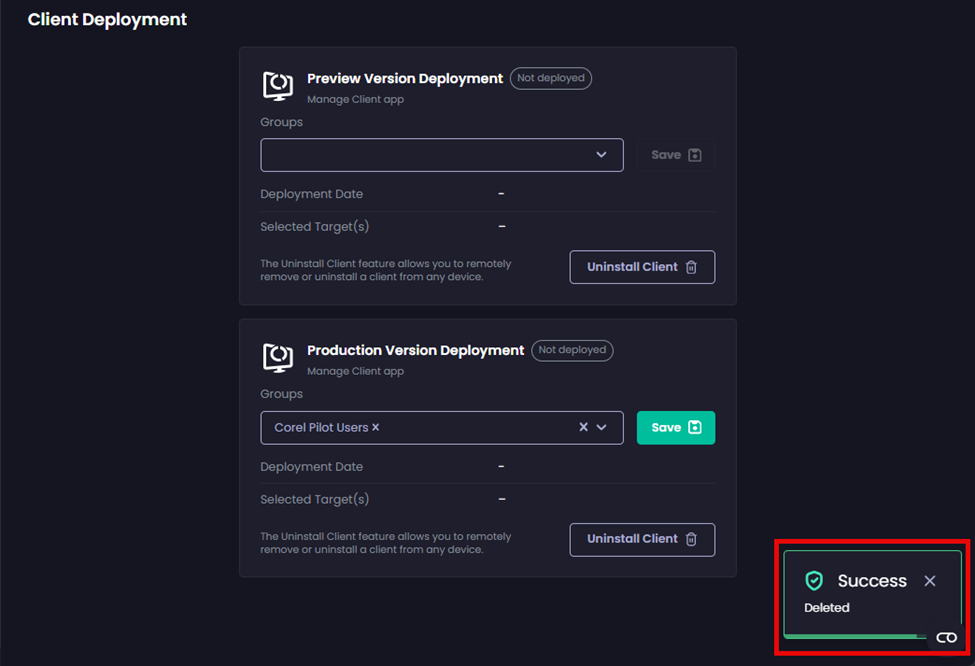 Client Deployment
Preview Version Deployment Not deployed
Manage Client app
Groups
Save
Deployment Date -
Selected Target(s) -
The Uninstall Client feature allows you to remotely
remove or uninstall a client from any device.
Uninstall Client
Production Version Deployment Not deployed
Manage Client app
Groups
Corel Pilot Users × × Save
Deployment Date -
Selected Target(s) -
The Uninstall Client feature allows you to remotely
remove or uninstall a client from any device.
Uninstall Client
Success ×
Deleted